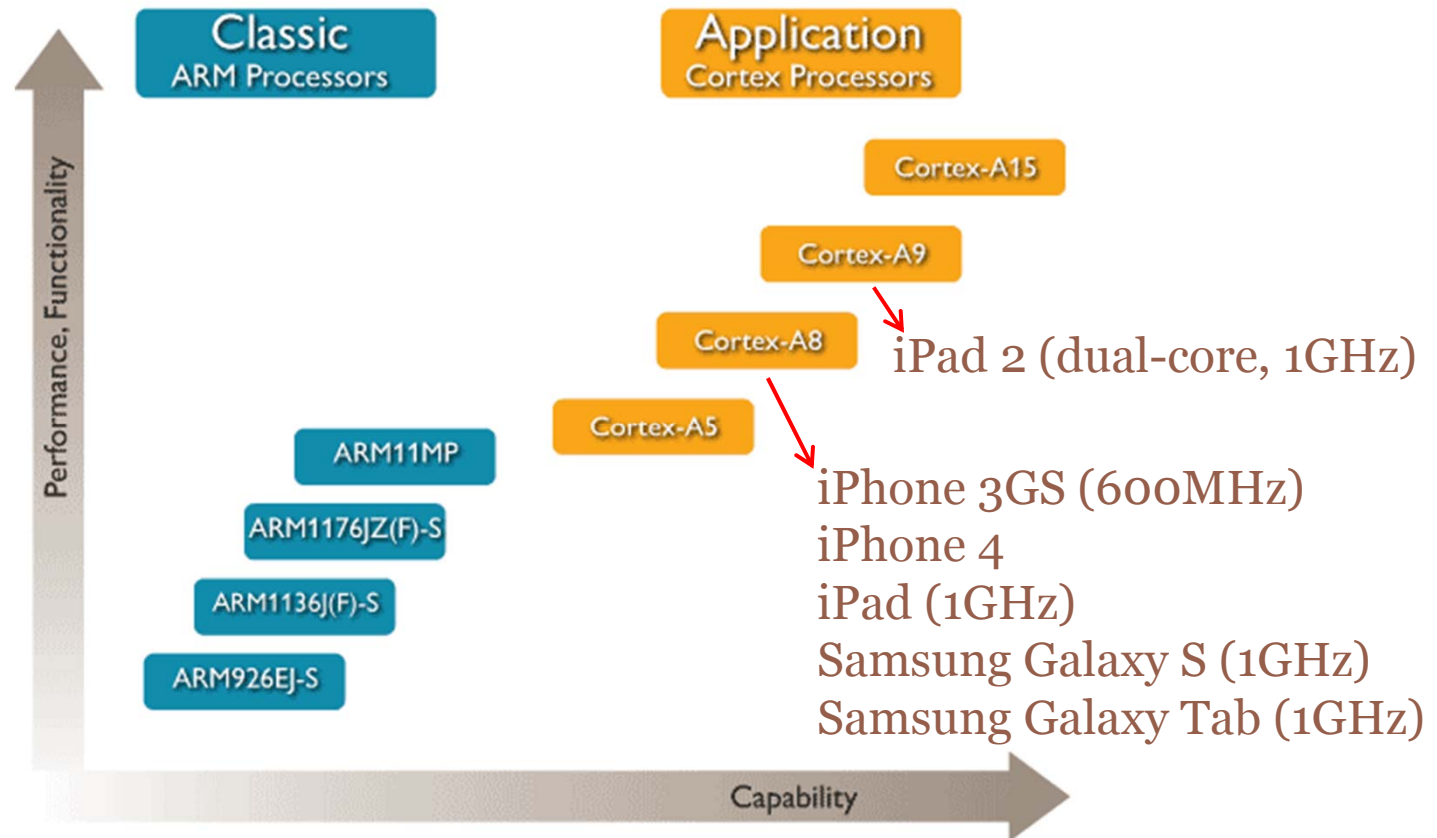 Classic
ARM Processors
Application
Cortex Processors
Performance, Functionality
Cortex-A15
Cortex-A9
iPad 2 (dual-core, 1GHz)
Cortex-A8
Cortex-A5
ARM11MP
iPhone 3GS (600MHz)
ARM1176JZ(F)-S
iPhone 4
ARM1136J(F)-S
iPad (1GHz)
Samsung Galaxy S (1GHz)
ARM926EJ-S
Samsung Galaxy Tab (1GHz)
Capability